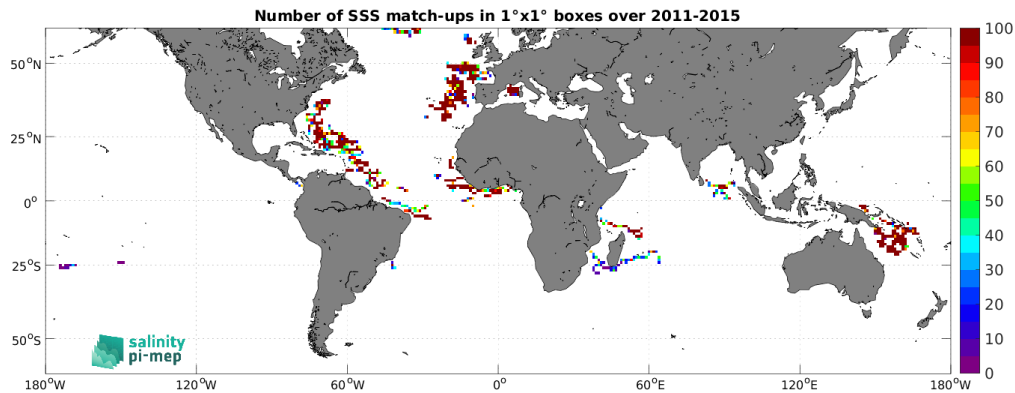 Number of SSS match-ups in 1°x1° boxes over 2011-2015
50°N
25°N
0°
25°S
50°S
180°W
120°W
60°W
0°
60°E
120°E
180°W
100
90
80
70
60
50
40
30
20
10
0
salinity
pi-mep